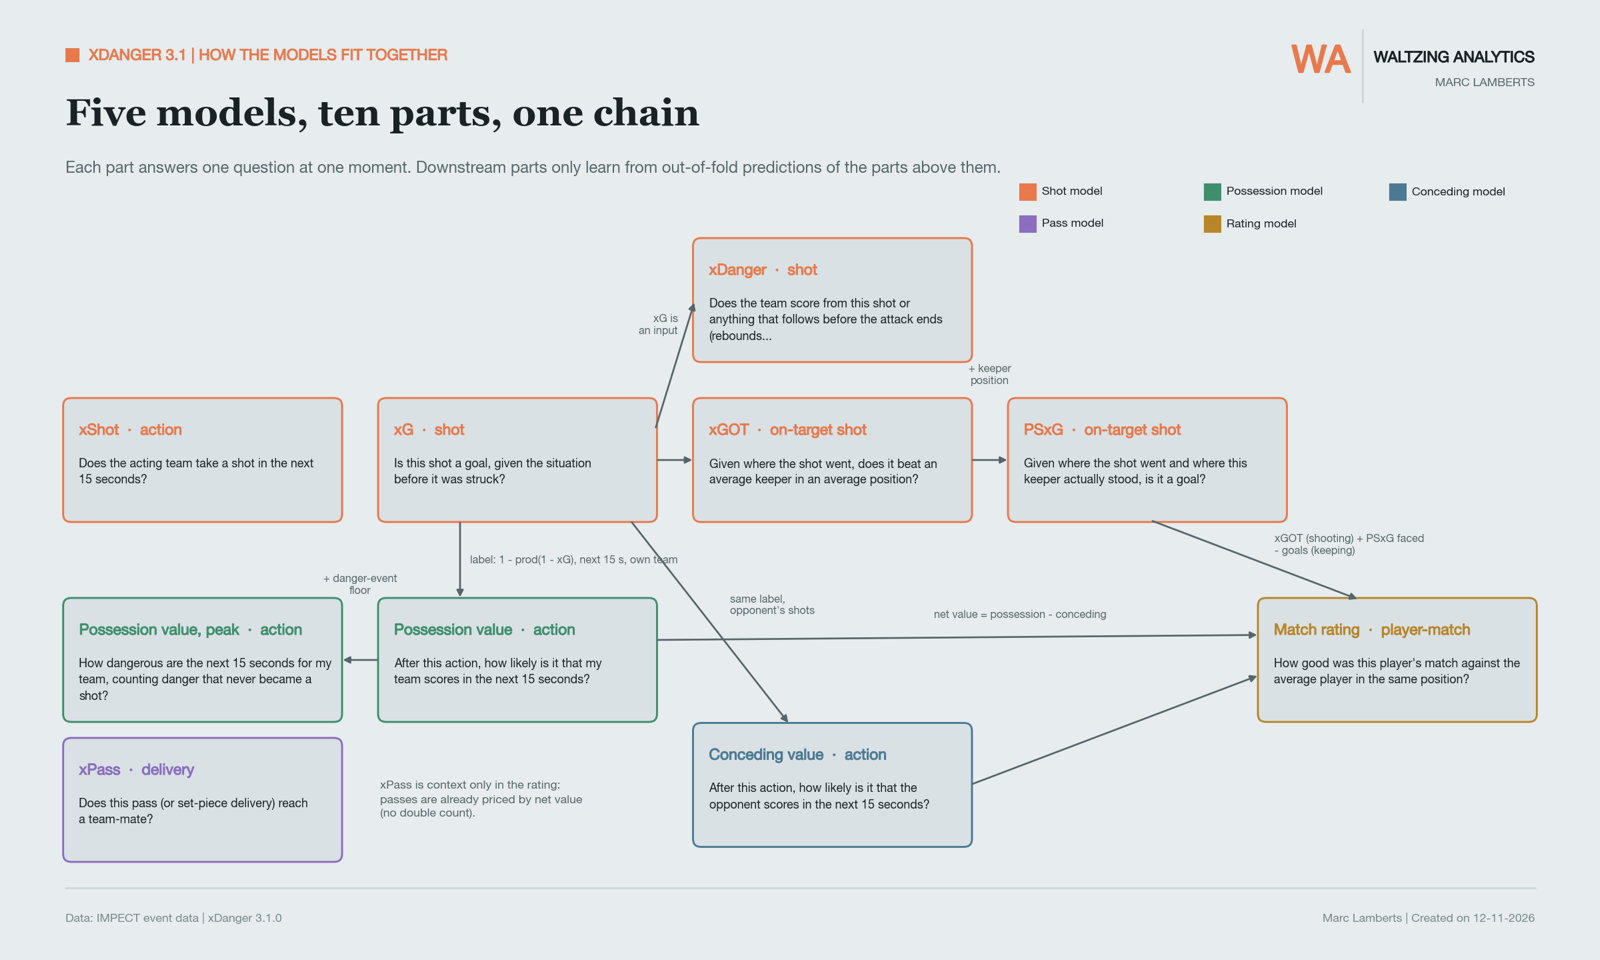 XDANGER 3.1 | HOW THE MODELS FIT TOGETHER
WA
WALTZING ANALYTICS
MARC LAMBERTS
Five models, ten parts, one chain
Each part answers one question at one moment. Downstream parts only learn from out-of-fold predictions of the parts above them.
Shot model
Possession model
Conceding model
Pass model
Rating model
xDanger · shot
Does the team score from this shot or
anything that follows before the attack ends
(rebounds...
xG is
an input
+ keeper
position
xShot · action
Does the acting team take a shot in the next
15 seconds?
xG · shot
Is this shot a goal, given the situation
before it was struck?
xGOT · on-target shot
Given where the shot went, does it beat an
average keeper in an average position?
PSxG · on-target shot
Given where the shot went and where this
keeper actually stood, is it a goal?
label: 1 - prod(1 - xG), next 15 s, own team
xGOT (shooting) + PSxG faced
- goals (keeping)
+ danger-event
floor
same label,
opponent's shots
net value = possession - conceding
Possession value, peak · action
How dangerous are the next 15 seconds for my
team, counting danger that never became a
shot?
Possession value · action
After this action, how likely is it that my
team scores in the next 15 seconds?
Match rating · player-match
How good was this player's match against the
average player in the same position?
xPass · delivery
Does this pass (or set-piece delivery) reach
a team-mate?
xPass is context only in the rating:
passes are already priced by net value
(no double count).
Conceding value · action
After this action, how likely is it that the
opponent scores in the next 15 seconds?
Data: IMPECT event data | xDanger 3.1.0
Marc Lamberts | Created on 12-11-2026